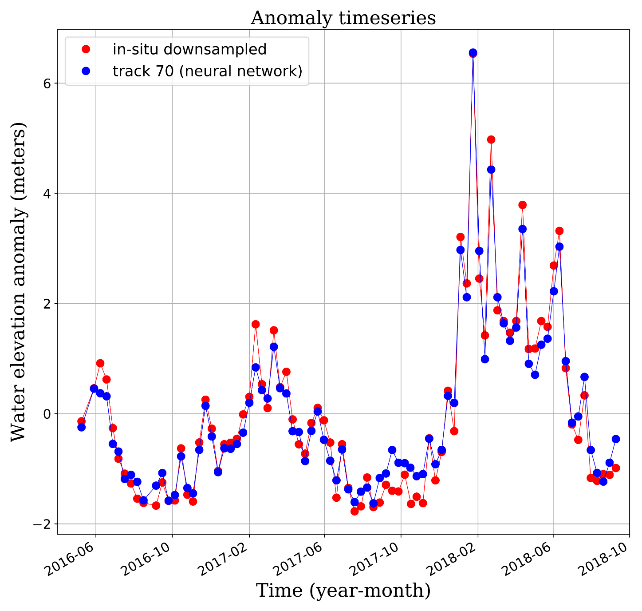 Anomaly timeseries
in-situ downsampled
track 70 (neural network)
Water elevation anomaly (meters)
6
4
2
0
−2
2016-06
2016-10
2017-02
2017-06
2017-10
2018-02
2018-06
2018-10
Time (year-month)